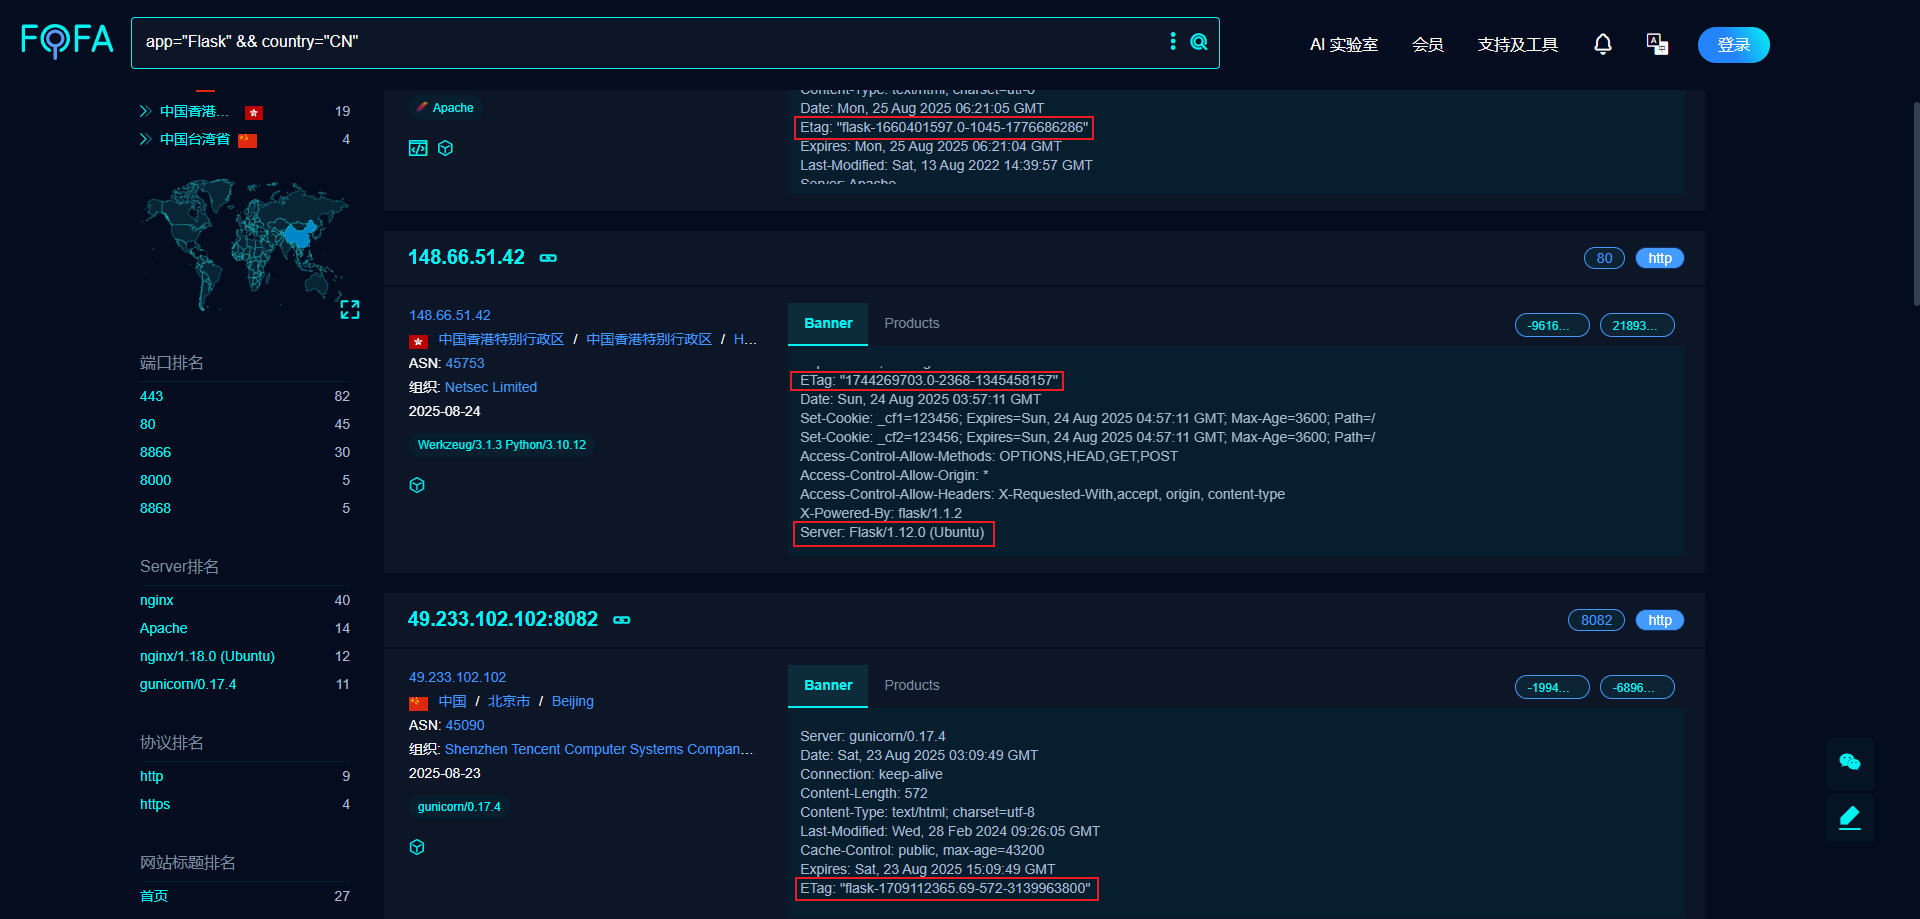 FOFA
app="Flask" && country="CN"
AI 实验室
会员
支持及工具
登录
中国香港...
19
中国台湾省
4
端口排名
443
82
80
45
8866
30
8000
5
8868
5
Server排名
nginx
40
Apache
14
nginx/1.18.0 (Ubuntu)
12
gunicorn/0.17.4
11
协议排名
http
9
https
4
网站标题排名
首页
27
Apache
Content-Type: text/html; charset=utf-8
Date: Mon, 25 Aug 2025 06:21:05 GMT
Etag: "flask-1660401597.0-1045-1776686286"
Expires: Mon, 25 Aug 2025 06:21:04 GMT
Last-Modified: Sat, 13 Aug 2022 14:39:57 GMT
Server: Apache
148.66.51.42
80
http
148.66.51.42
中国香港特别行政区 / 中国香港特别行政区 / H...
ASN: 45753
组织: Netsec Limited
2025-08-24
Werkzeug/3.1.3 Python/3.10.12
Banner
Products
-9616...
21893...
ETag: "1744269703.0-2368-1345458157"
Date: Sun, 24 Aug 2025 03:57:11 GMT
Set-Cookie: _cf1=123456; Expires=Sun, 24 Aug 2025 04:57:11 GMT; Max-Age=3600; Path=/
Set-Cookie: _cf2=123456; Expires=Sun, 24 Aug 2025 04:57:11 GMT; Max-Age=3600; Path=/
Access-Control-Allow-Methods: OPTIONS,HEAD,GET,POST
Access-Control-Allow-Origin: *
Access-Control-Allow-Headers: X-Requested-With,accept, origin, content-type
X-Powered-By: flask/1.1.2
Server: Flask/1.12.0 (Ubuntu)
49.233.102.102:8082
8082
http
49.233.102.102
中国 / 北京市 / Beijing
ASN: 45090
组织: Shenzhen Tencent Computer Systems Compan...
2025-08-23
gunicorn/0.17.4
Banner
Products
-1994...
-6896...
Server: gunicorn/0.17.4
Date: Sat, 23 Aug 2025 03:09:49 GMT
Connection: keep-alive
Content-Length: 572
Content-Type: text/html; charset=utf-8
Last-Modified: Wed, 28 Feb 2024 09:26:05 GMT
Cache-Control: public, max-age=43200
Expires: Sat, 23 Aug 2025 15:09:49 GMT
ETag: "flask-1709112365.69-572-3139963800"